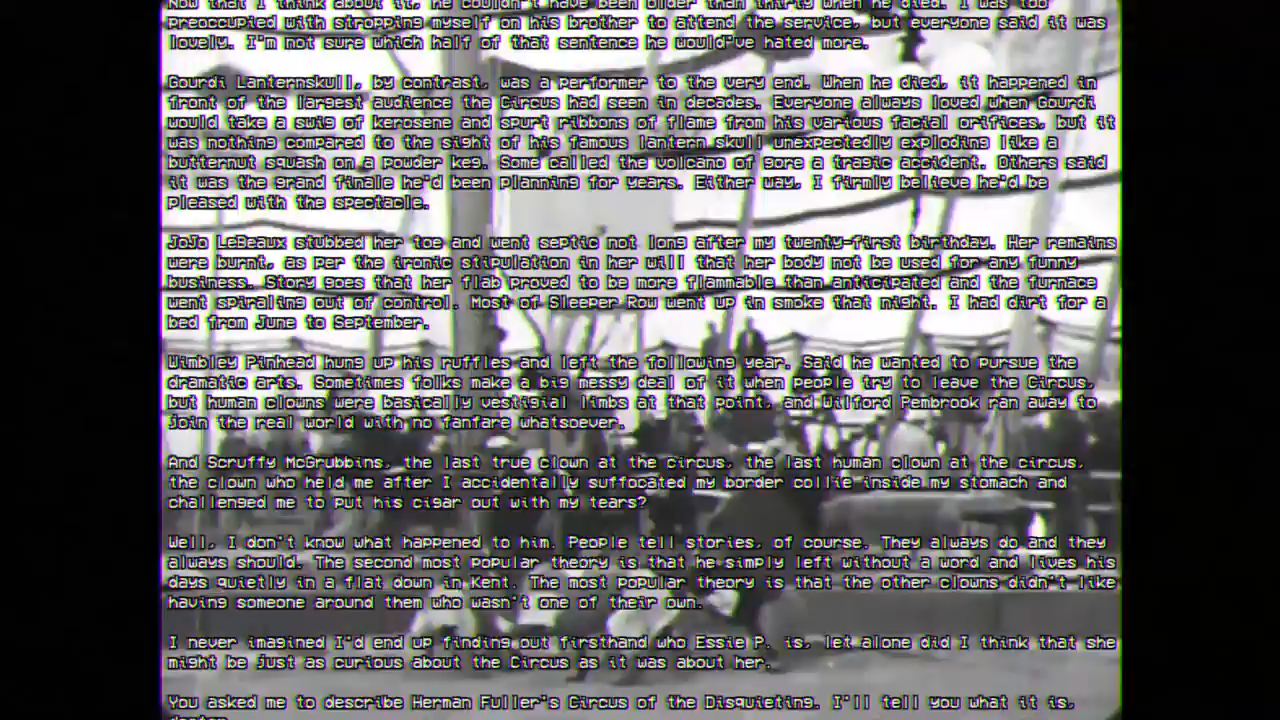 Now that I think about it, he couldn't have been older than thirty when he died. I was too
preoccupied with stropping myself on his brother to attend the service, but everyone said it was
lovely. I'm not sure which half of that sentence he would've hated more.
Gourdi Lanternskull, by contrast, was a performer to the very end. When he died, it happened in
front of the largest audience the Circus had seen in decades. Everyone always loved when Gourdi
would take a swig of kerosene and spurt ribbons of flame from his various facial orifices, but it
was nothing compared to the sight of his famous lantern skull unexpectedly exploding like a
butternut squash on a powder keg. Some called the volcano of gore a tragic accident. Others said
it was the grand finale he'd been planning for years. Either way, I firmly believe he'd be
pleased with the spectacle.
JoJo LeBeaux stubbed her toe and went septic not long after my twenty-first birthday. Her remains
were burnt, as per the ironic stipulation in her will that her body not be used for any funny
business. Story goes that her flab proved to be more flammable than anticipated and the furnace
went spiraling out of control. Most of Sleeper Row went up in smoke that night. I had dirt for a
bed from June to September.
Wimbley Pinhead hung up his ruffles and left the following year. Said he wanted to pursue the
dramatic arts. Sometimes folks make a big messy deal of it when people try to leave the Circus,
but human clowns were basically vestigial limbs at that point, and Wilford Pembrook ran away to
join the real world with no fanfare whatsoever.
And Scruffy McGrubbins, the last true clown at the circus, the last human clown at the circus,
the clown who held me after I accidentally suffocated my border collie inside my stomach and
challenged me to put his cigar out with my tears?
Well, I don't know what happened to him. People tell stories, of course. They always do and they
always should. The second most popular theory is that he simply left without a word and lives his
days quietly in a flat down in Kent. The most popular theory is that the other clowns didn't like
having someone around them who wasn't one of their own.
I never imagined I'd end up finding out firsthand who Essie P. is, let alone did I think that she
might be just as curious about the Circus as it was about her.
You asked me to describe Herman Fuller's Circus of the Disquieting. I'll tell you what it is,